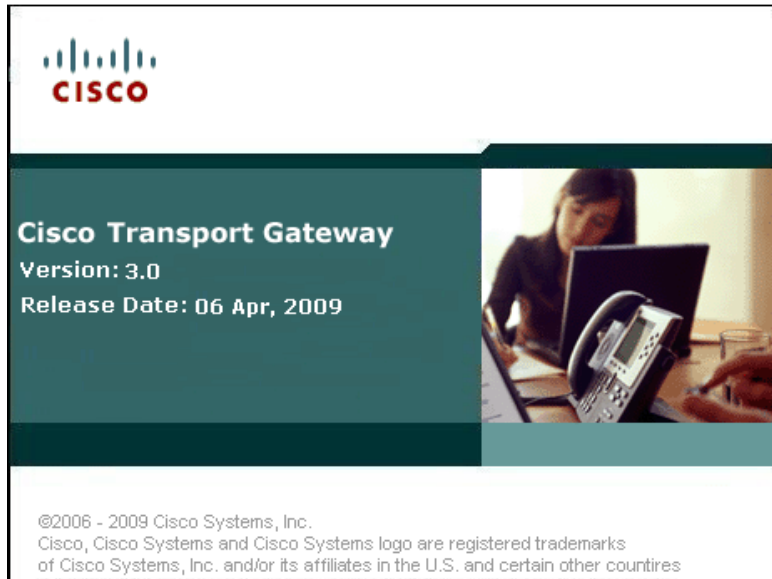 CISCO
Cisco Transport Gateway
Version: 3.0
Release Date: 06 Apr, 2009
©2006 - 2009 Cisco Systems, Inc.
Cisco, Cisco Systems and Cisco Systems logo are registered trademarks
of Cisco Systems, Inc. and/or its affiliates in the U.S. and certain other countires